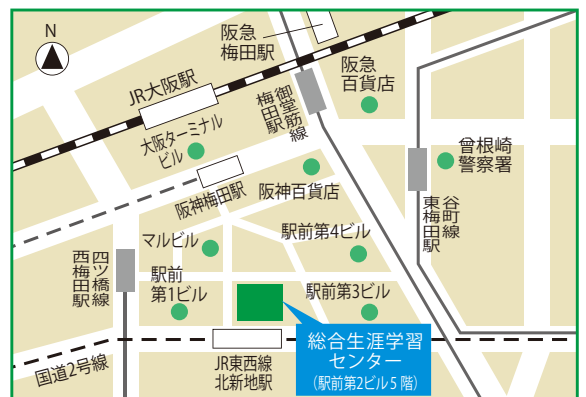 N
阪急
梅田駅
JR大阪駅
阪急
百貨店
御堂筋線
梅田駅
大阪ターミナル
ビル
曾根崎
警察署
阪神梅田駅
阪神百貨店
谷町線
東梅田駅
マルビル
駅前第4ビル
四ツ橋線
西梅田駅
駅前
第1ビル
駅前第3ビル
総合生涯学習
センター
(駅前第2ビル5階)
JR東西線
北新地駅
国道2号線